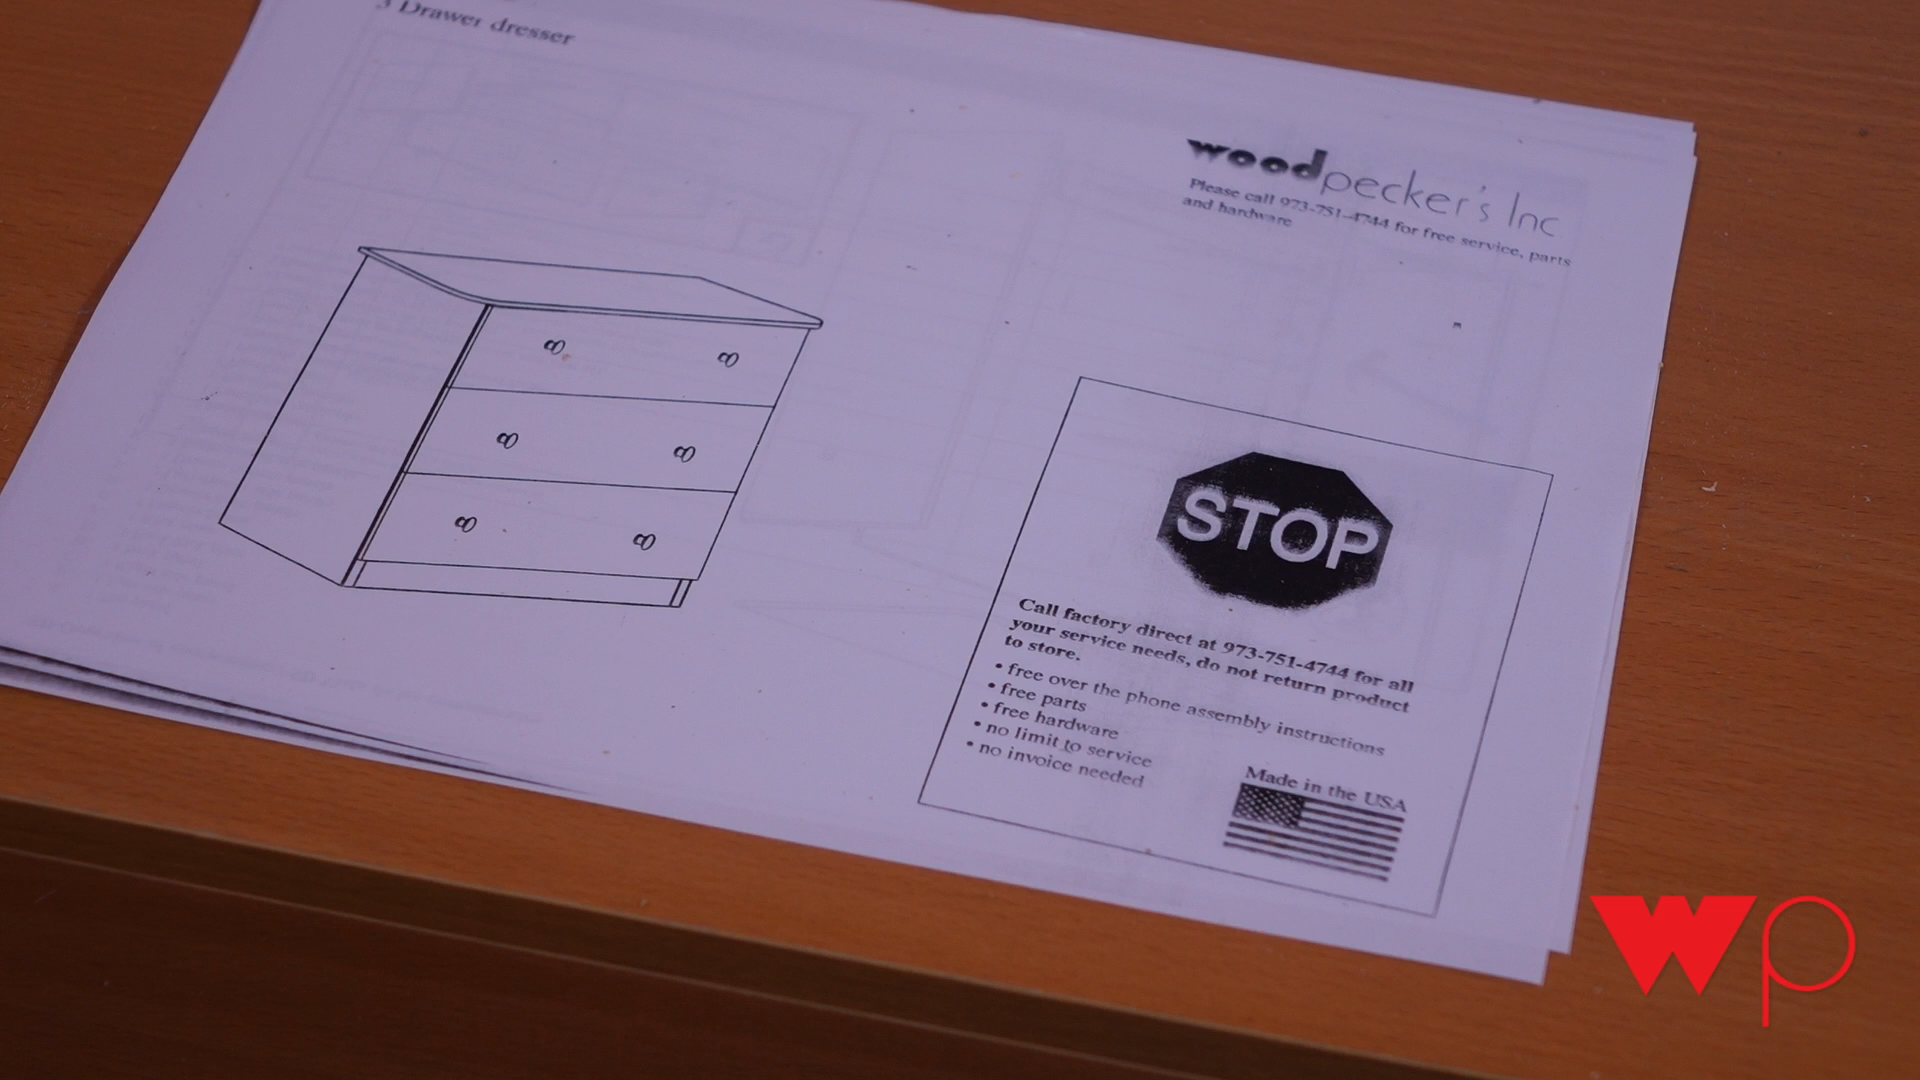 3 Drawer dresser
woodpecker's Inc
Please call 973-751-4744 for free service, parts
and hardware
STOP
Call factory direct at 973-751-4744 for all
your service needs, do not return product
to store.
• free over the phone assembly instructions
• free parts
• free hardware
• no limit to service
• no invoice needed
Made in the USA
wp